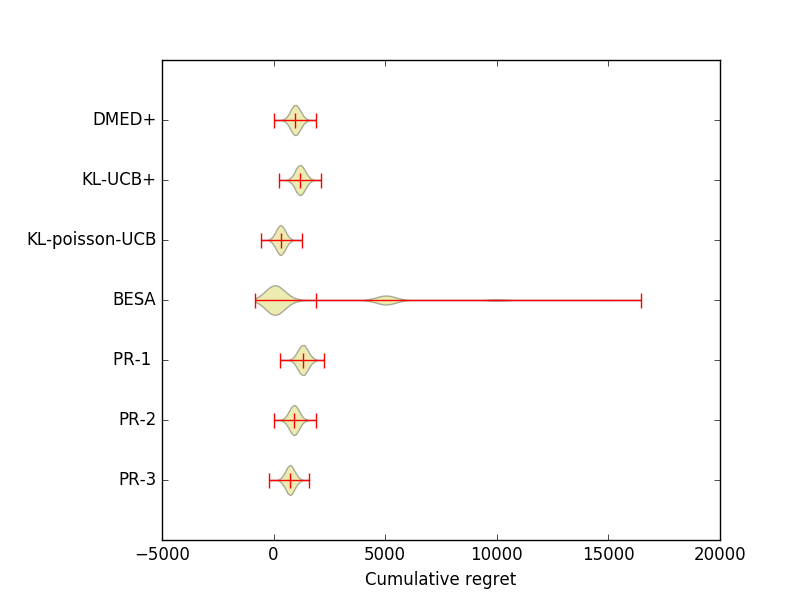 DMED+
KL-UCB+
KL-poisson-UCB
BESA
PR-1
PR-2
PR-3
−5000 0 5000 10000 15000 20000
Cumulative regret